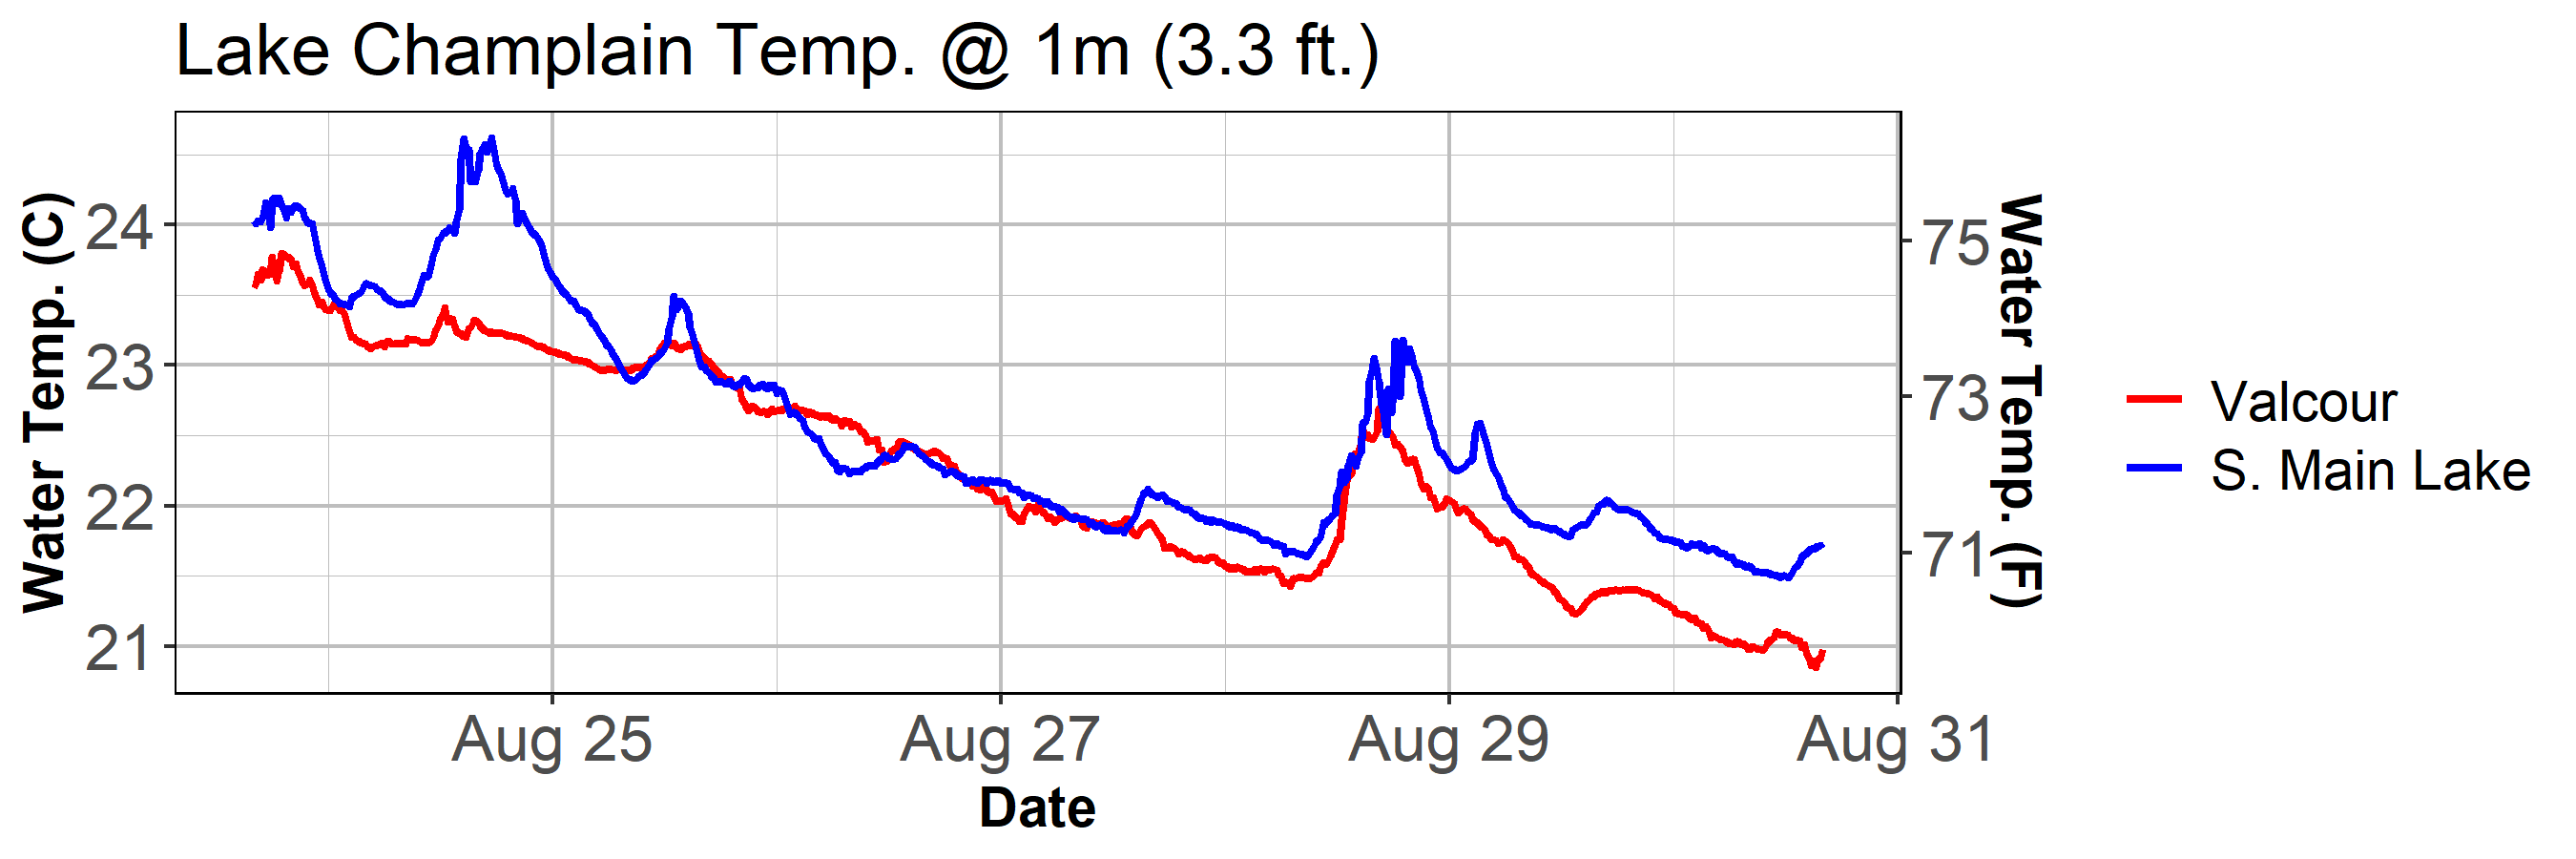 Lake Champlain Temp. @ 1m (3.3 ft.)
Water Temp. (C)
24
23
22
21
75
73
71
Water Temp. (F)
Aug 25
Aug 27
Aug 29
Aug 31
Date
Valcour
S. Main Lake